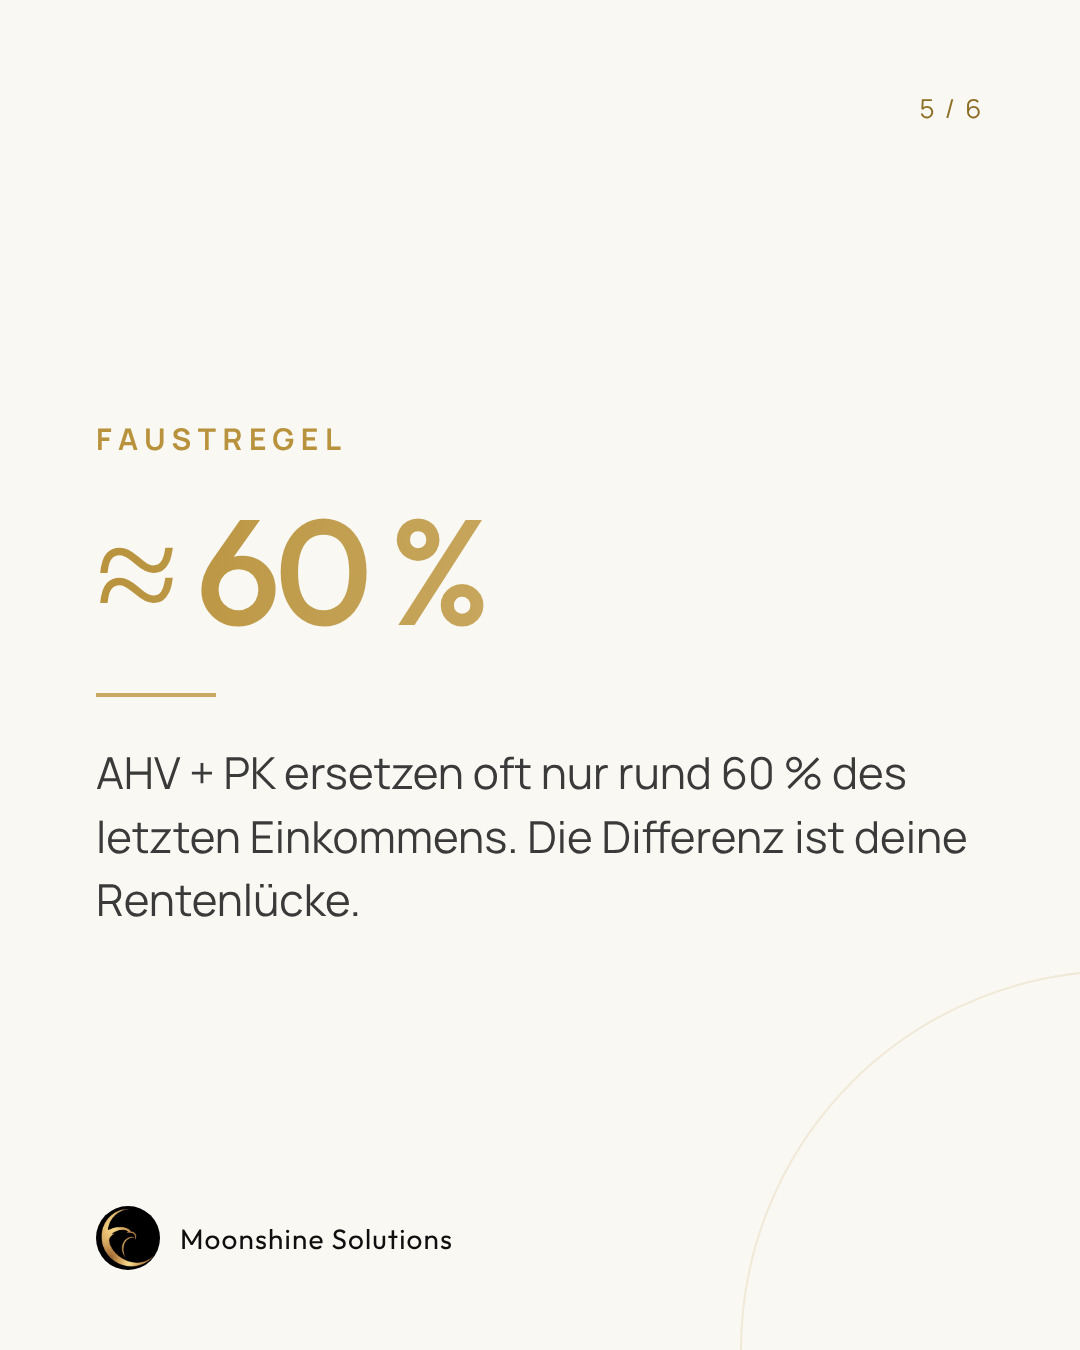 5 / 6
FAUSTREGEL
≈ 60 %
AHV + PK ersetzen oft nur rund 60 % des
letzten Einkommens. Die Differenz ist deine
Rentenlücke.
Moonshine Solutions